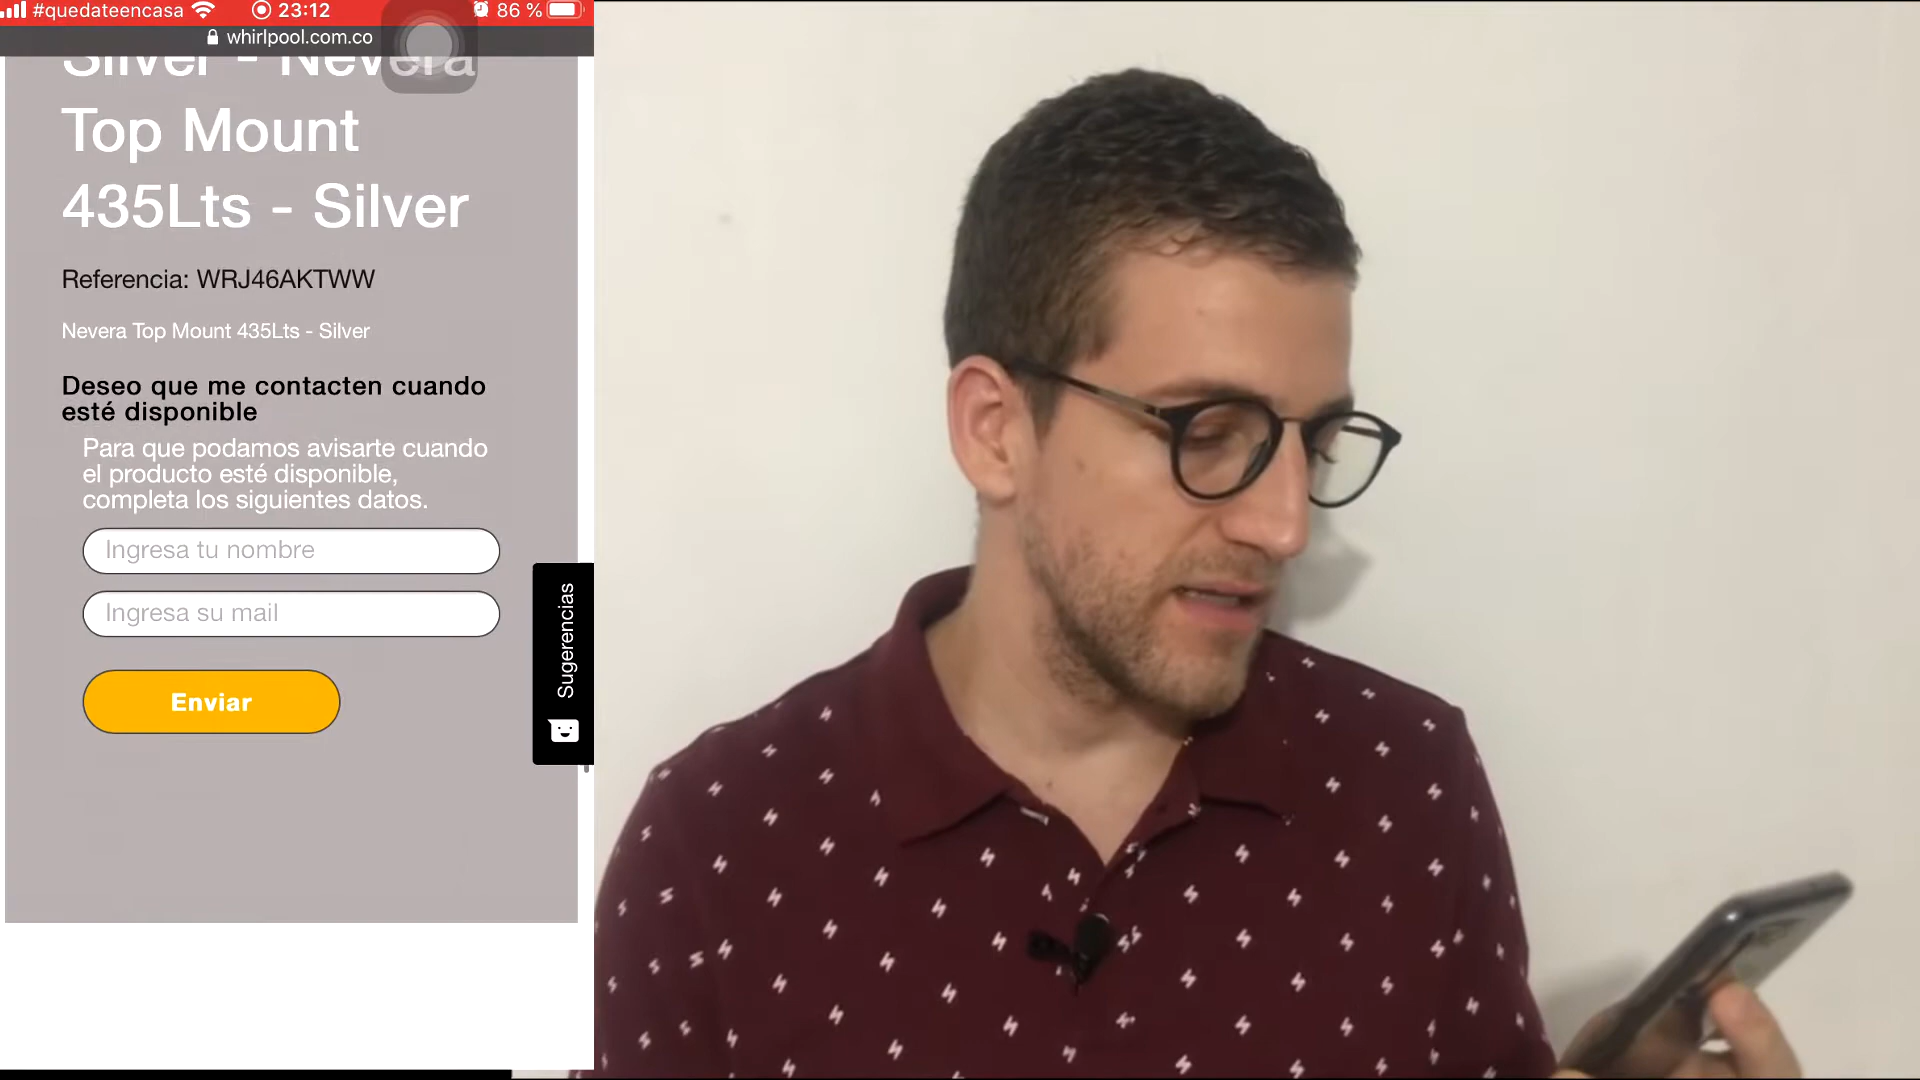 #quedateencasa 23:12 86 %
whirlpool.com.co
Silver - Nevera
Top Mount
435Lts - Silver
Referencia: WRJ46AKTWW
Nevera Top Mount 435Lts - Silver
Deseo que me contacten cuando
esté disponible
Para que podamos avisarte cuando
el producto esté disponible,
completa los siguientes datos.
Ingresa tu nombre
Ingresa su mail
Enviar
Sugerencias